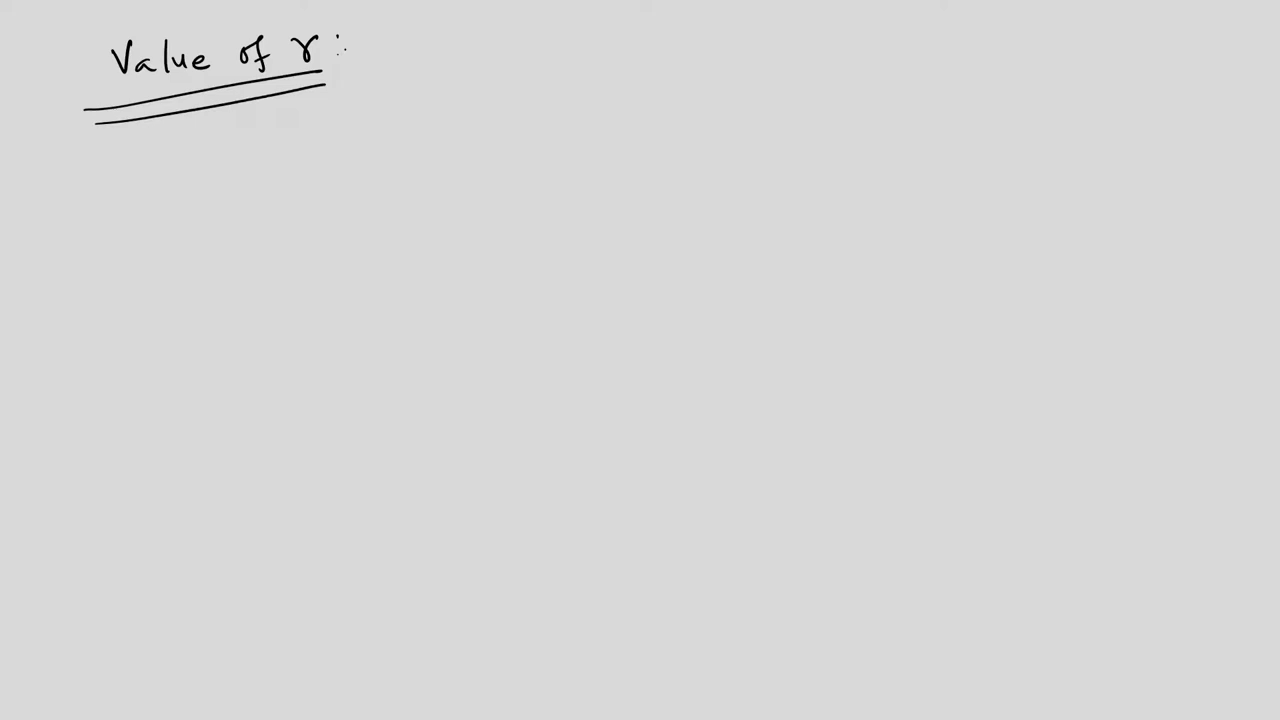 Value of γ :